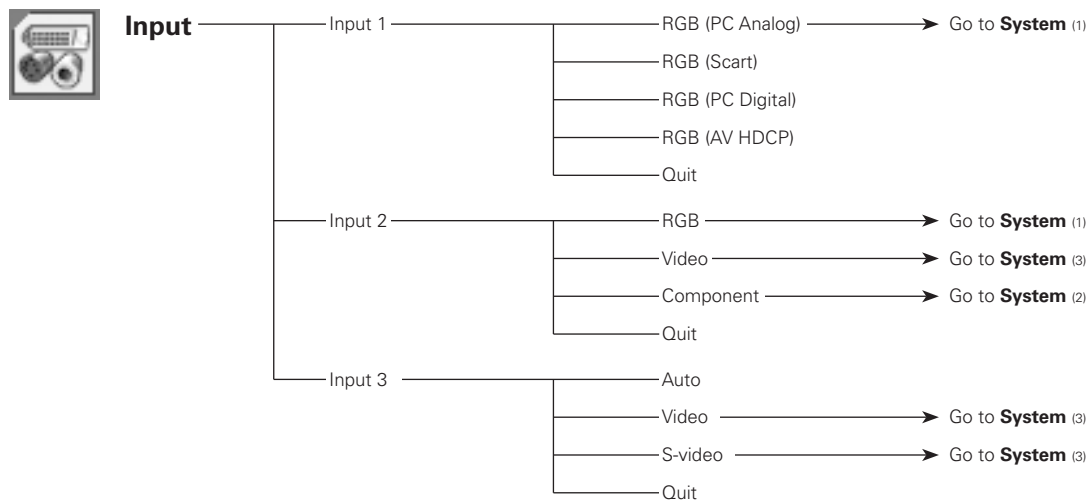 Input
Input 1
RGB (PC Analog)
Go to System (1)
RGB (Scart)
RGB (PC Digital)
RGB (AV HDCP)
Quit
Input 2
RGB
Go to System (1)
Video
Go to System (3)
Component
Go to System (2)
Quit
Input 3
Auto
Video
Go to System (3)
S-video
Go to System (3)
Quit